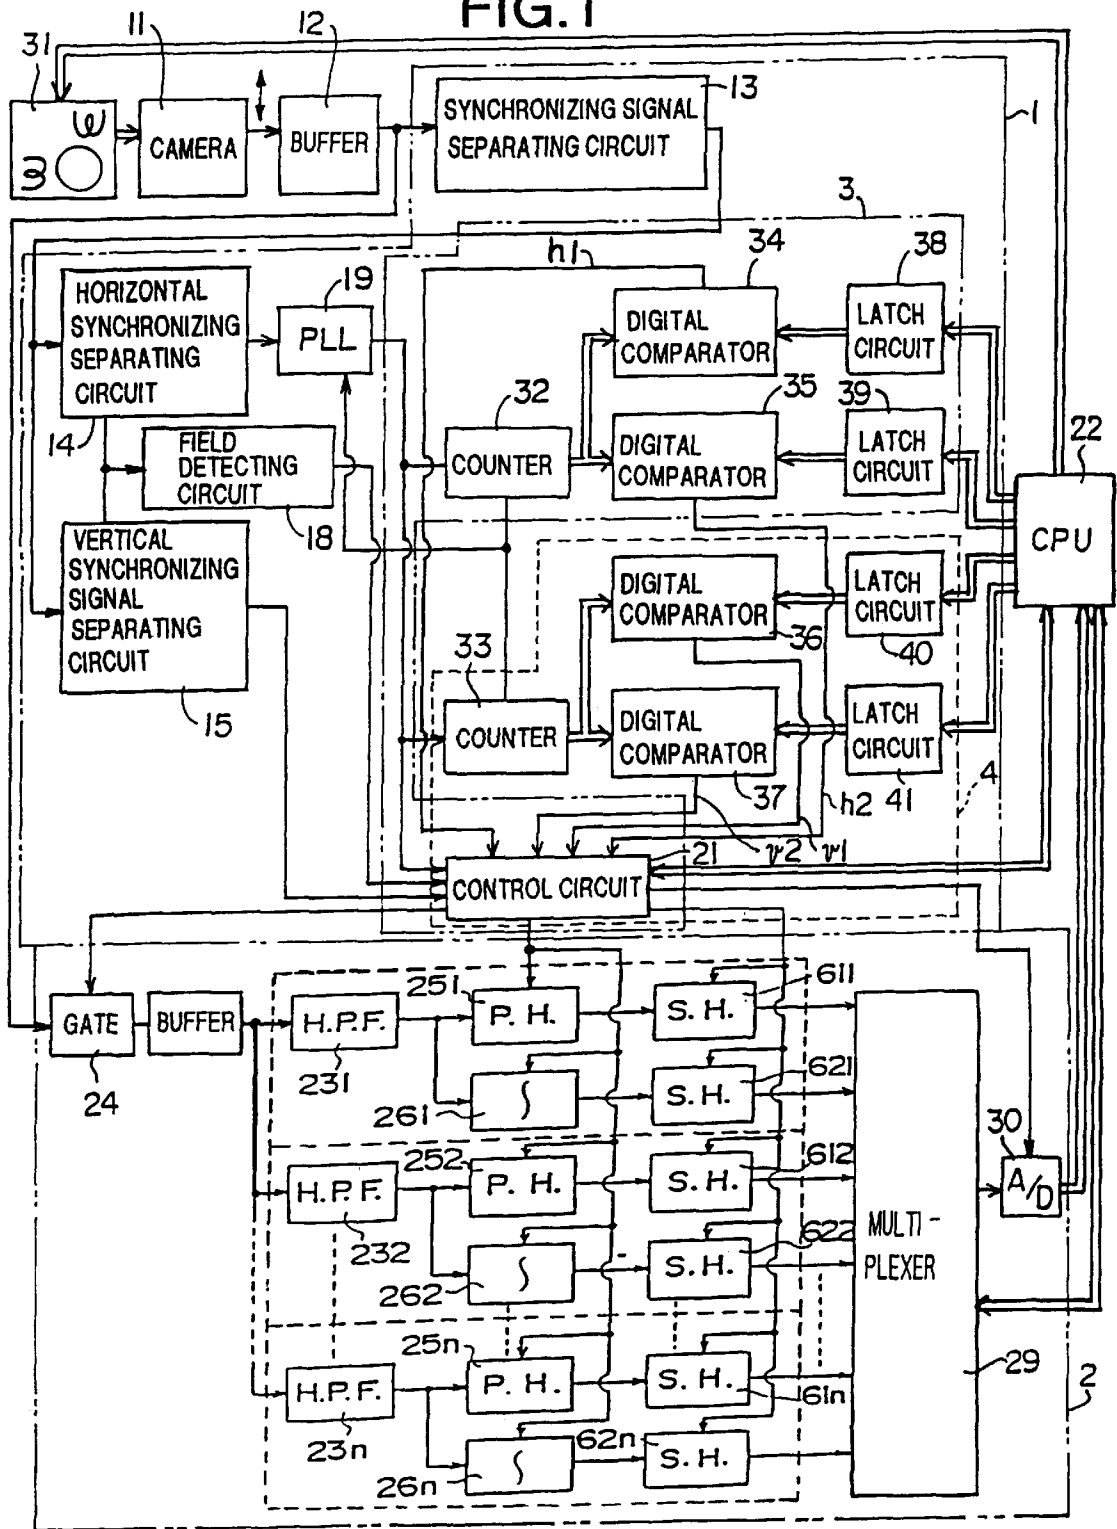 FIG. 1
31
11
12
13
1
CAMERA
BUFFER
SYNCHRONIZING SIGNAL
SEPARATING CIRCUIT
3
h1
34
38
19
HORIZONTAL
SYNCHRONIZING
SEPARATING
CIRCUIT
PLL
DIGITAL
COMPARATOR
LATCH
CIRCUIT
14
32
35
39
22
FIELD
DETECTING
CIRCUIT
18
COUNTER
DIGITAL
COMPARATOR
LATCH
CIRCUIT
CPU
VERTICAL
SYNCHRONIZING
SIGNAL
SEPARATING
CIRCUIT
15
DIGITAL
COMPARATOR
36
LATCH
CIRCUIT
40
33
COUNTER
DIGITAL
COMPARATOR
37
LATCH
CIRCUIT
41
4
h2
v2
v1
21
CONTROL CIRCUIT
GATE
24
BUFFER
H.P.F.
231
251
P. H.
S. H.
611
261
∫
S. H.
621
H.P.F.
232
252
P. H.
S. H.
612
262
∫
S. H.
622
H.P.F.
23n
25n
P. H.
S. H.
61n
26n
∫
62n
S. H.
MULTI-
PLEXER
29
30
A/D
2